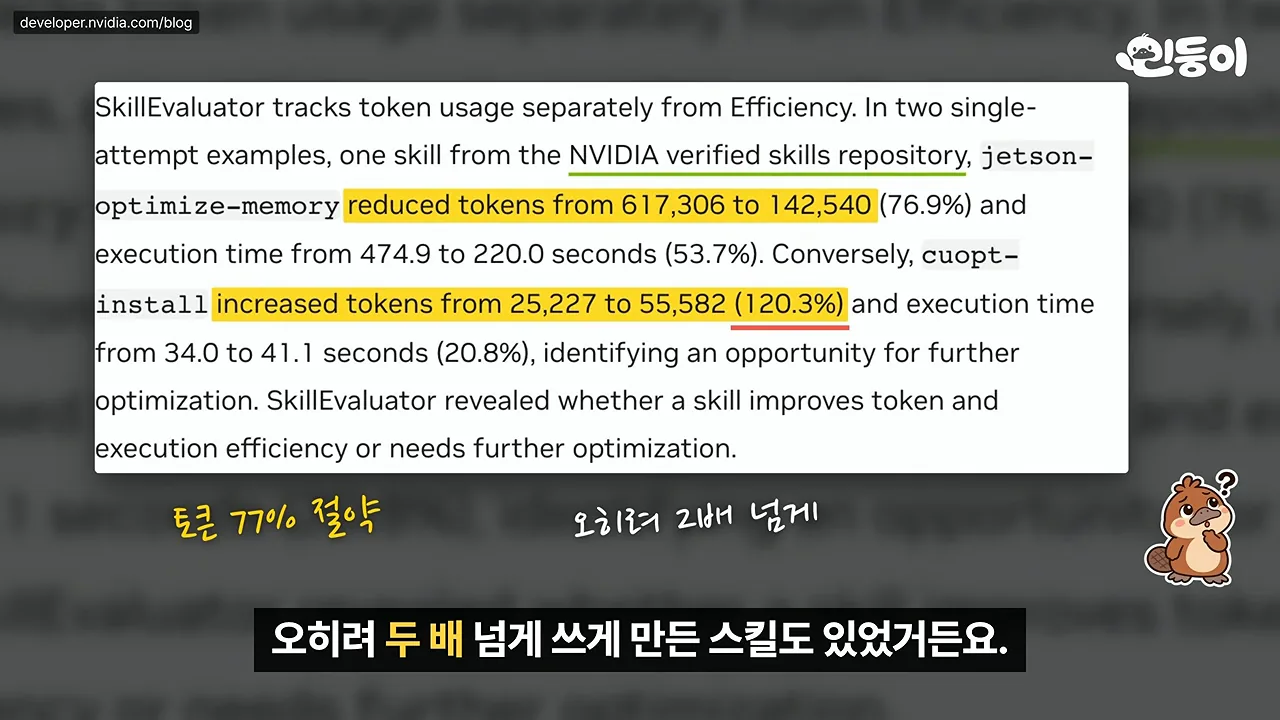 developer.nvidia.com/blog
인둥이
SkillEvaluator tracks token usage separately from Efficiency. In two single-
attempt examples, one skill from the NVIDIA verified skills repository, jetson-
optimize-memory reduced tokens from 617,306 to 142,540 (76.9%) and
execution time from 474.9 to 220.0 seconds (53.7%). Conversely, cuopt-
install increased tokens from 25,227 to 55,582 (120.3%) and execution time
from 34.0 to 41.1 seconds (20.8%), identifying an opportunity for further
optimization. SkillEvaluator revealed whether a skill improves token and
execution efficiency or needs further optimization.
토큰 77% 절약
오히려 2배 넘게
?
오히려 두 배 넘게 쓰게 만든 스킬도 있었거든요.